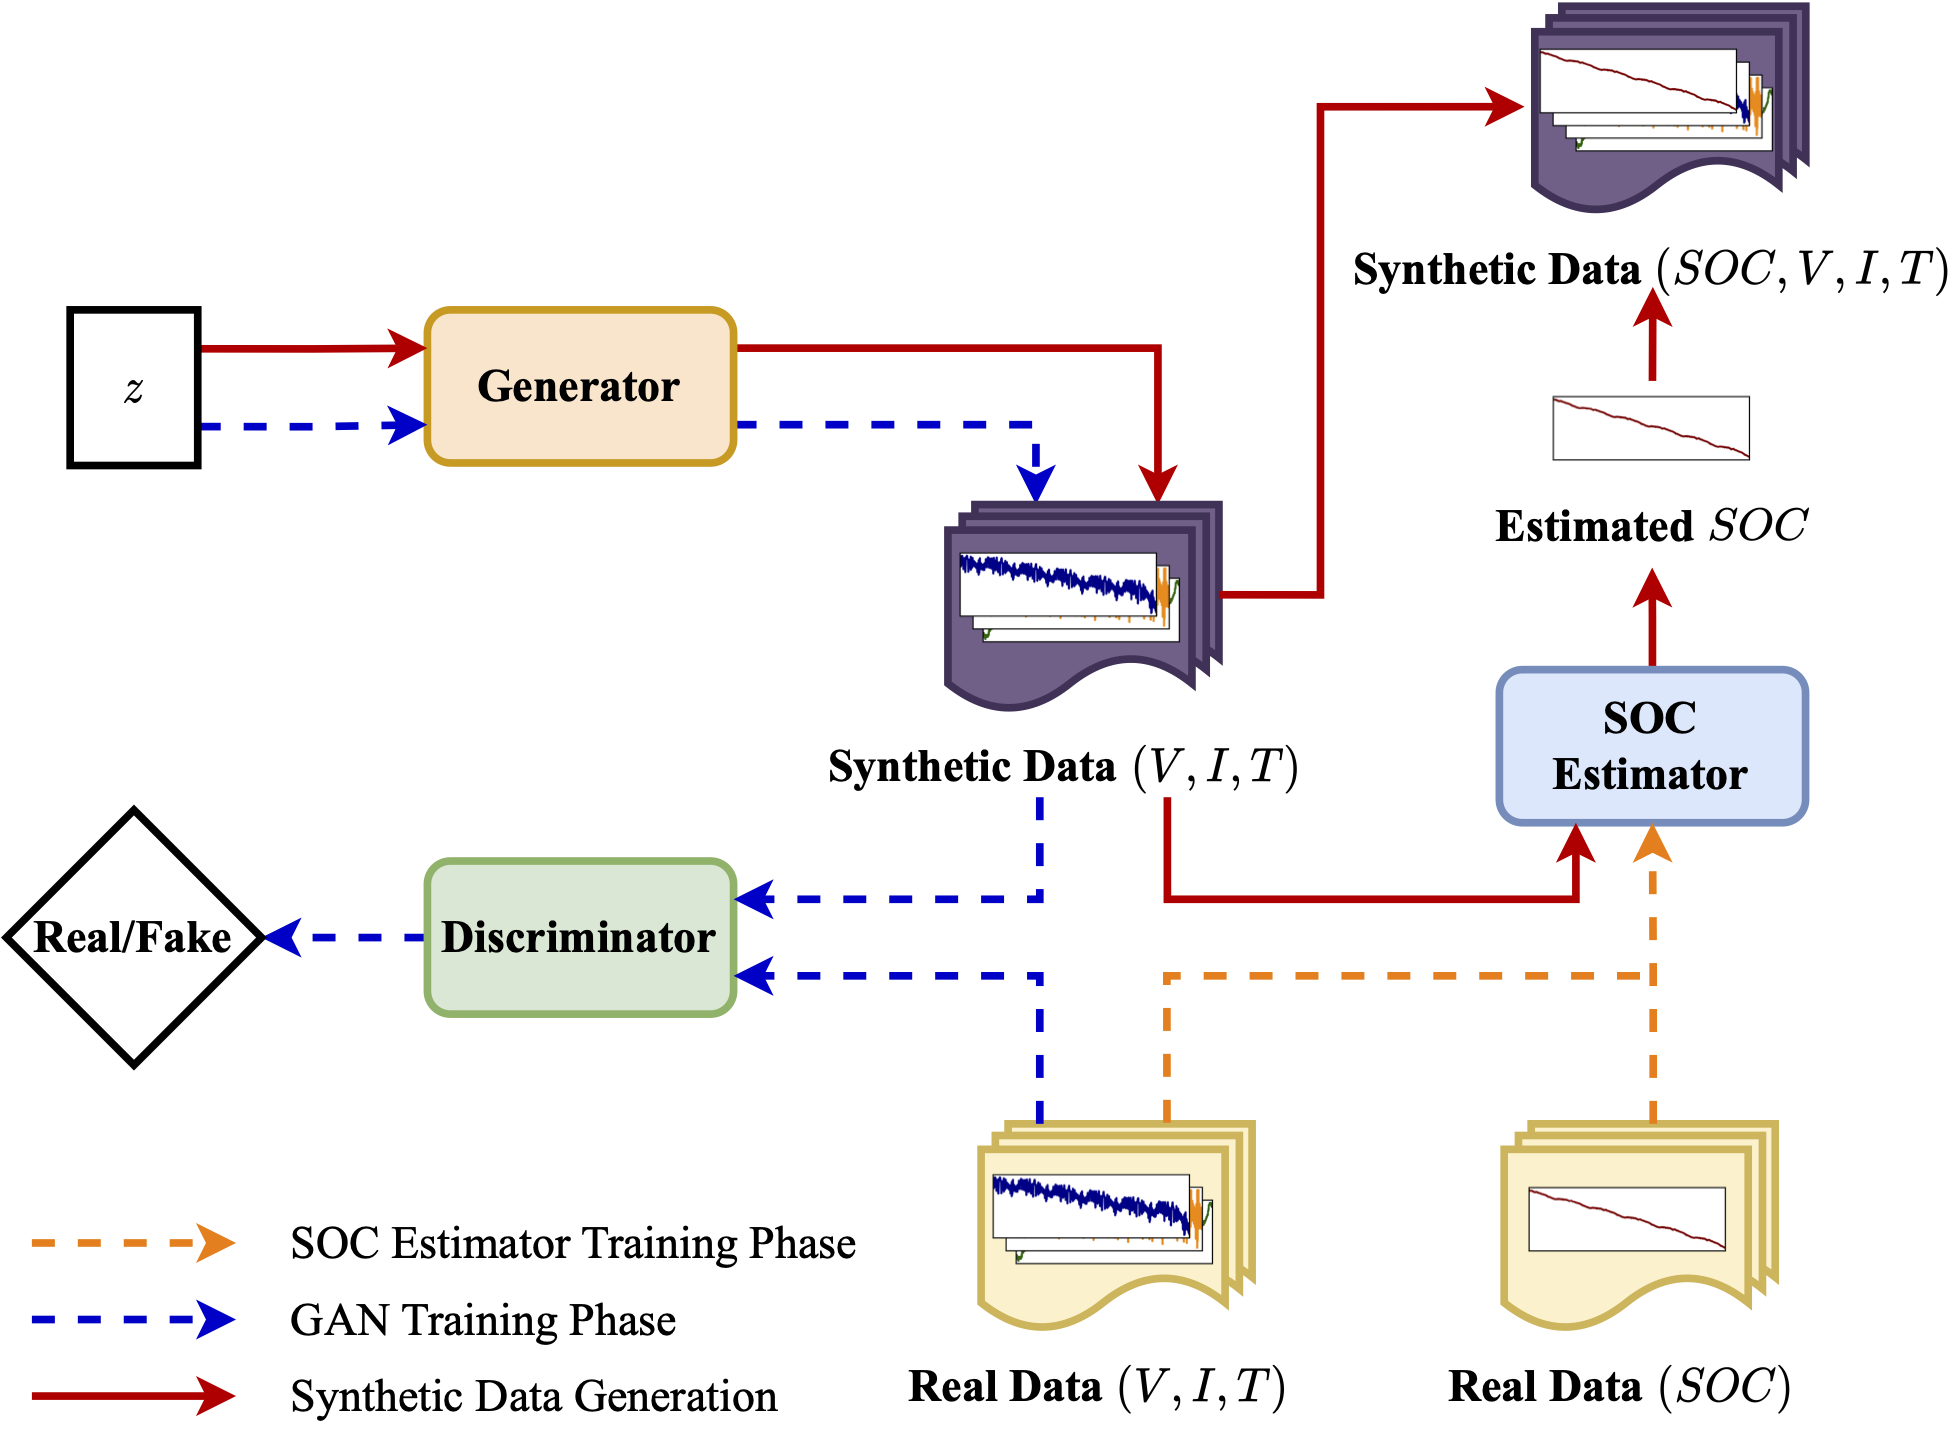 Synthetic Data (SOC, V, I, T)
z
Generator
Estimated SOC
SOC
Estimator
Synthetic Data (V, I, T)
Real/Fake
Discriminator
SOC Estimator Training Phase
GAN Training Phase
Synthetic Data Generation
Real Data (V, I, T)
Real Data (SOC)